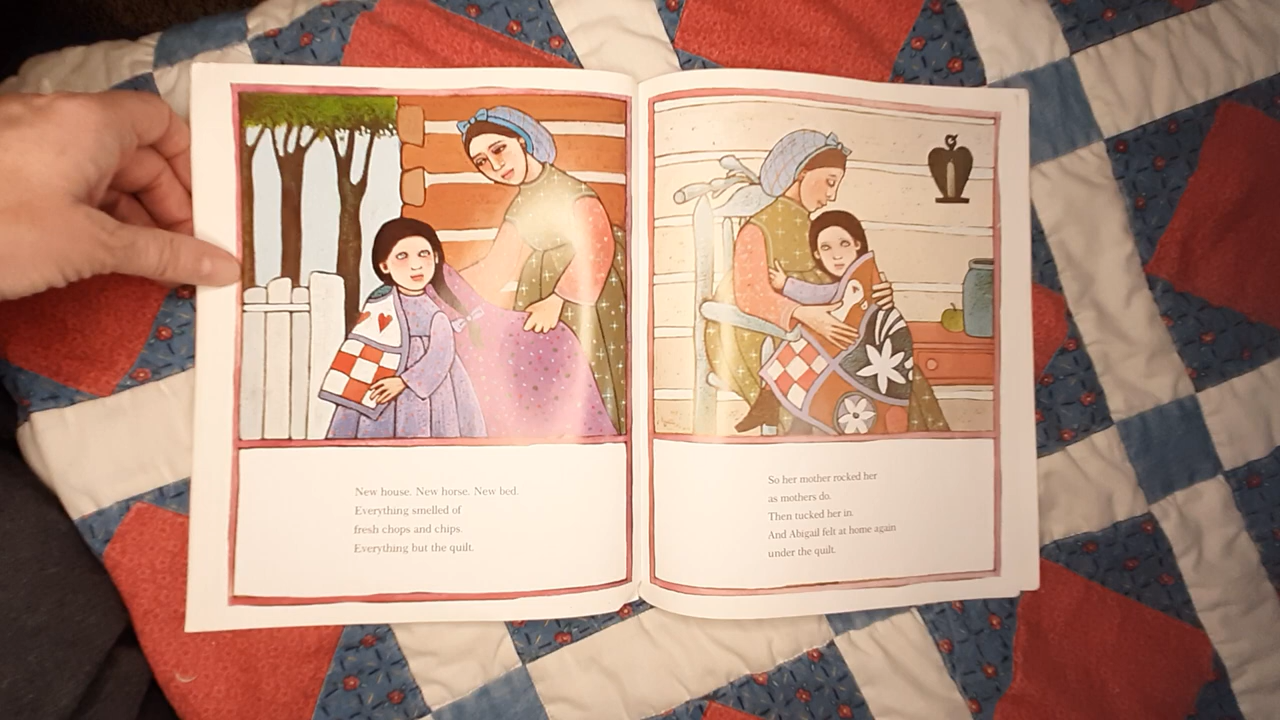 New house. New horse. New bed.
Everything smelled of
fresh chops and chips.
Everything but the quilt.
So her mother rocked her
as mothers do.
Then tucked her in.
And Abigail felt at home again
under the quilt.